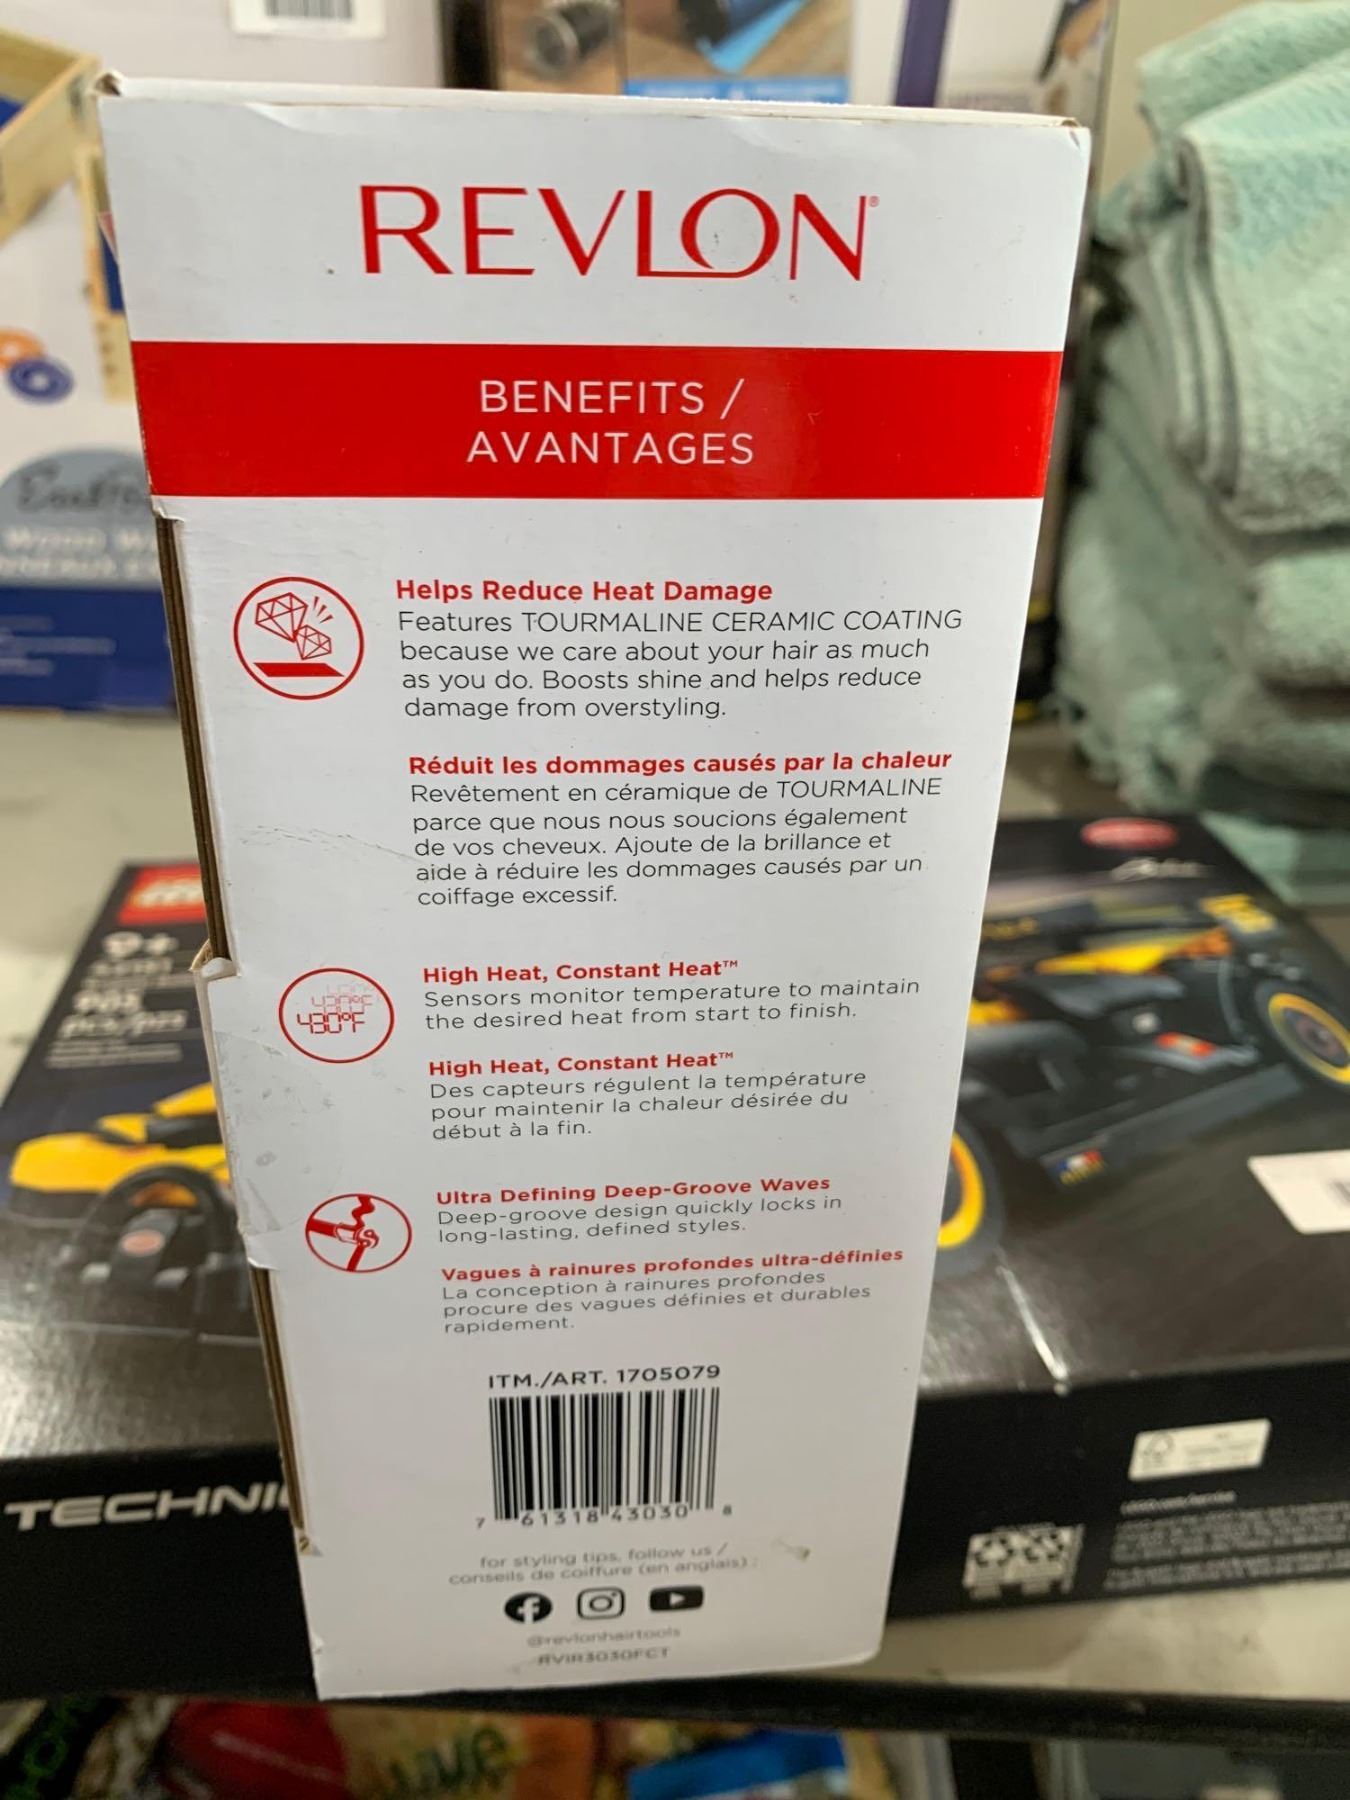 REVLON®
BENEFITS /
AVANTAGES
Helps Reduce Heat Damage
Features TOURMALINE CERAMIC COATING
because we care about your hair as much
as you do. Boosts shine and helps reduce
damage from overstyling.
Réduit les dommages causés par la chaleur
Revêtement en céramique de TOURMALINE
parce que nous nous soucions également
de vos cheveux. Ajoute de la brillance et
aide à réduire les dommages causés par un
coiffage excessif.
430°F
High Heat, Constant Heat™
Sensors monitor temperature to maintain
the desired heat from start to finish.
High Heat, Constant Heat™
Des capteurs régulent la température
pour maintenir la chaleur désirée du
début à la fin.
Ultra Defining Deep-Groove Waves
Deep-groove design quickly locks in
long-lasting, defined styles.
Vagues à rainures profondes ultra-définies
La conception à rainures profondes
procure des vagues définies et durables
rapidement.
ITM./ART. 1705079
7 61318 43030 8
for styling tips, follow us /
conseils de coiffure (en anglais) :
@revlonhairtools
RVIR3030FCT
9+
TECHNI